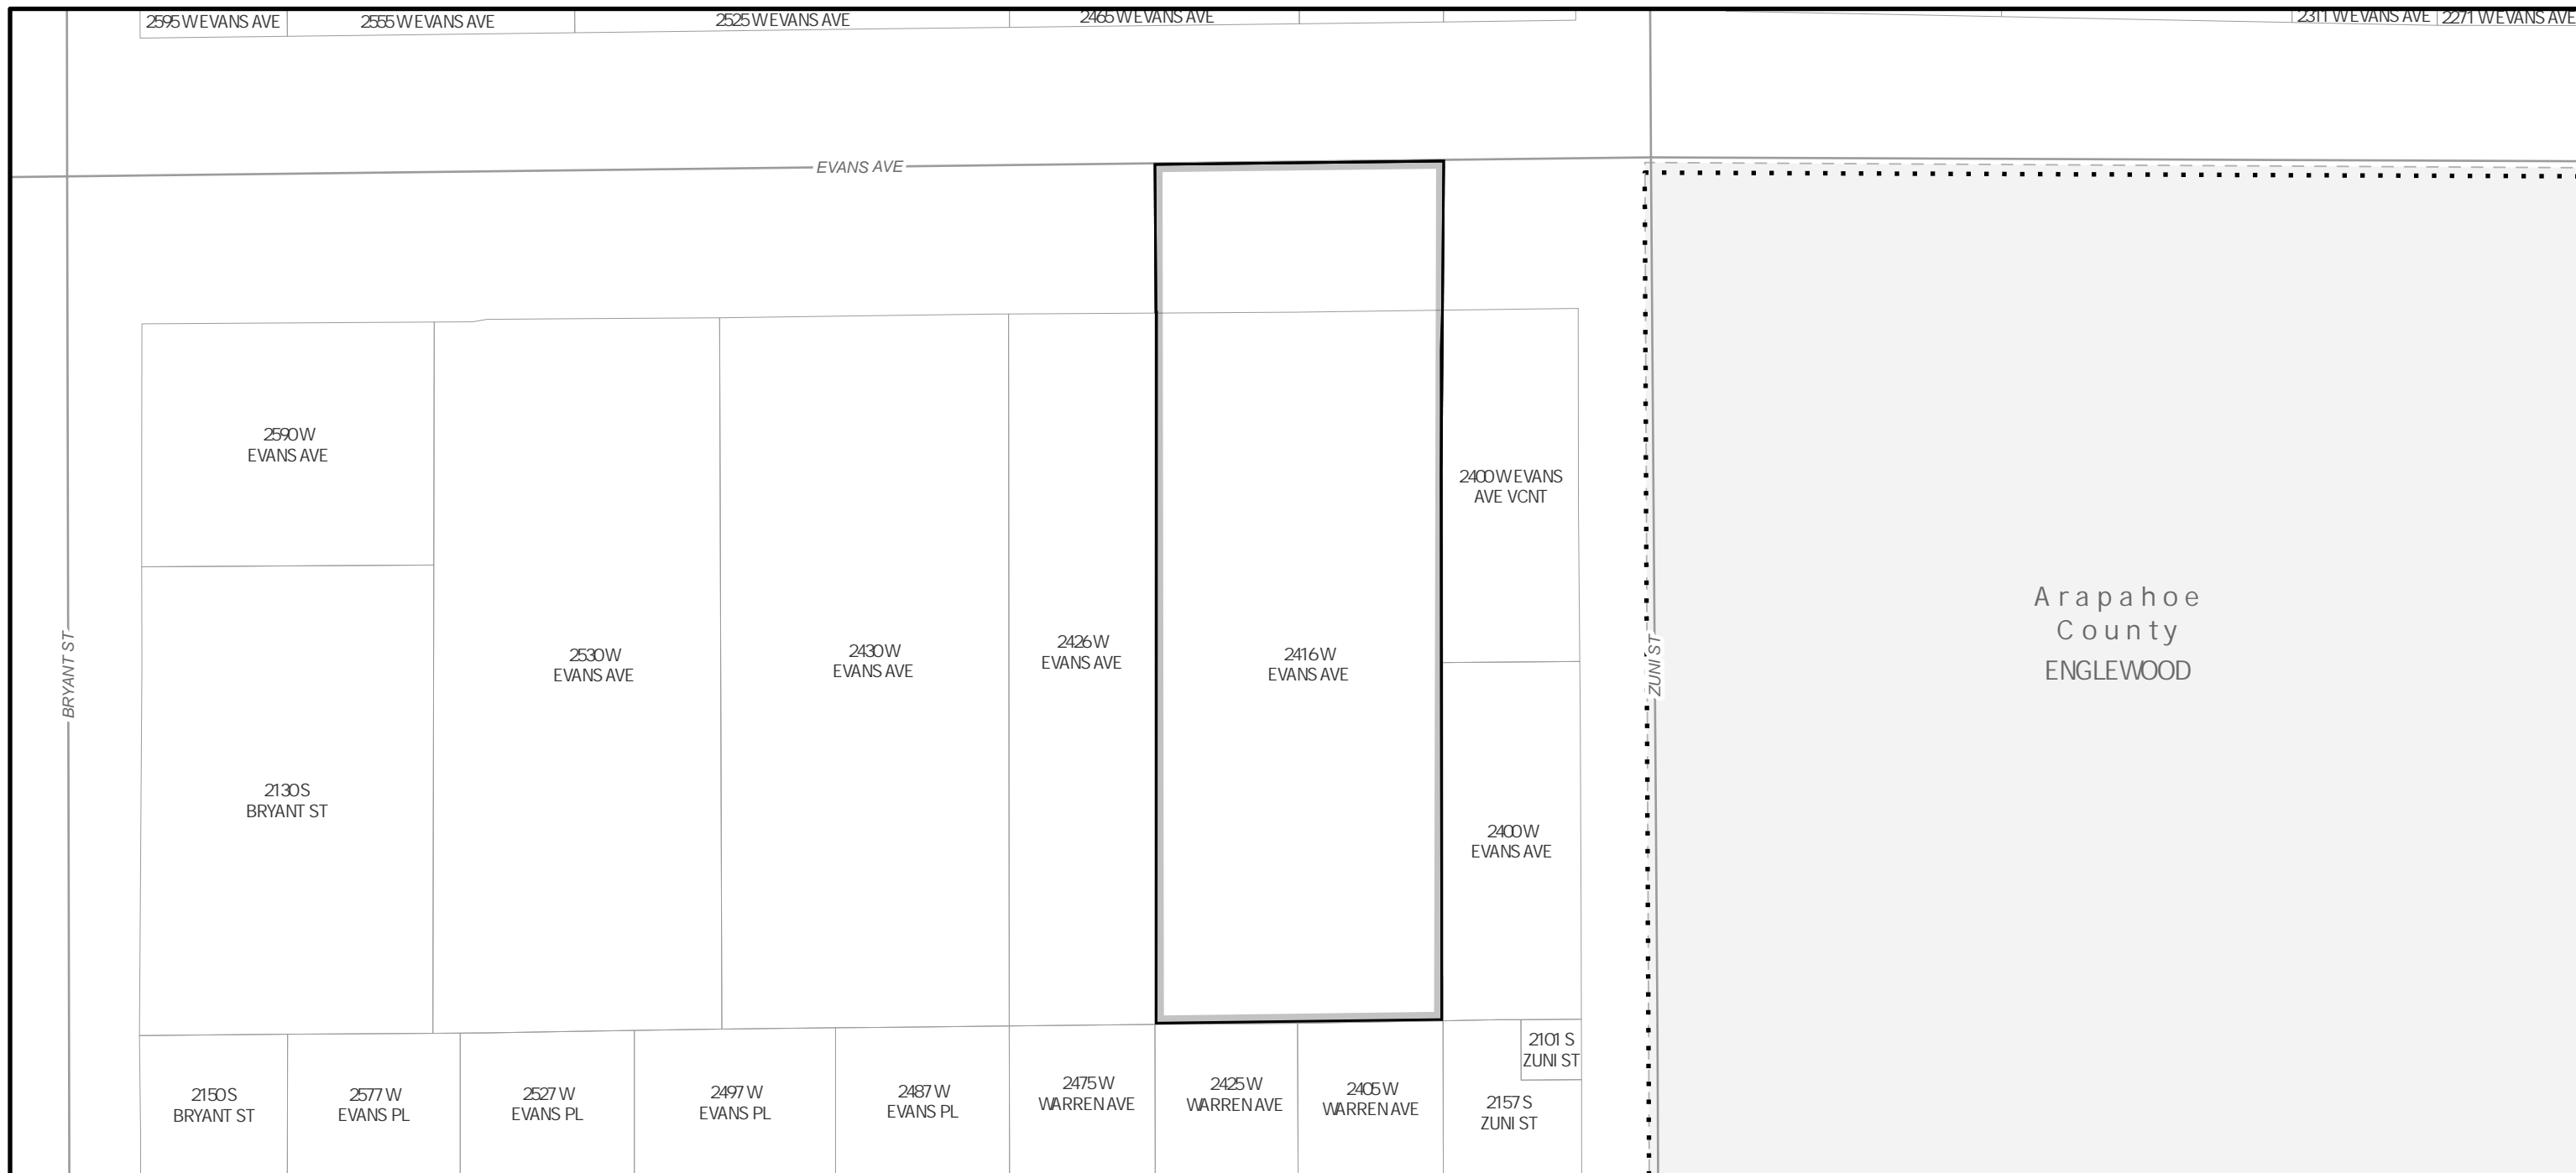 2595 W EVANS AVE
2555 W EVANS AVE
2525 W EVANS AVE
2465 W EVANS AVE
2311 W EVANS AVE
2271 W EVANS AVE
EVANS AVE
2590 W
EVANS AVE
2400 W EVANS
AVE VCNT
Arapahoe
County
ENGLEWOOD
BRYANT ST
2530 W
EVANS AVE
2430 W
EVANS AVE
2426 W
EVANS AVE
2416 W
EVANS AVE
ZUNI ST
2130 S
BRYANT ST
2400 W
EVANS AVE
2101 S
ZUNI ST
2150 S
BRYANT ST
2577 W
EVANS PL
2527 W
EVANS PL
2497 W
EVANS PL
2487 W
EVANS PL
2475 W
WARREN AVE
2425 W
WARREN AVE
2405 W
WARREN AVE
2157 S
ZUNI ST